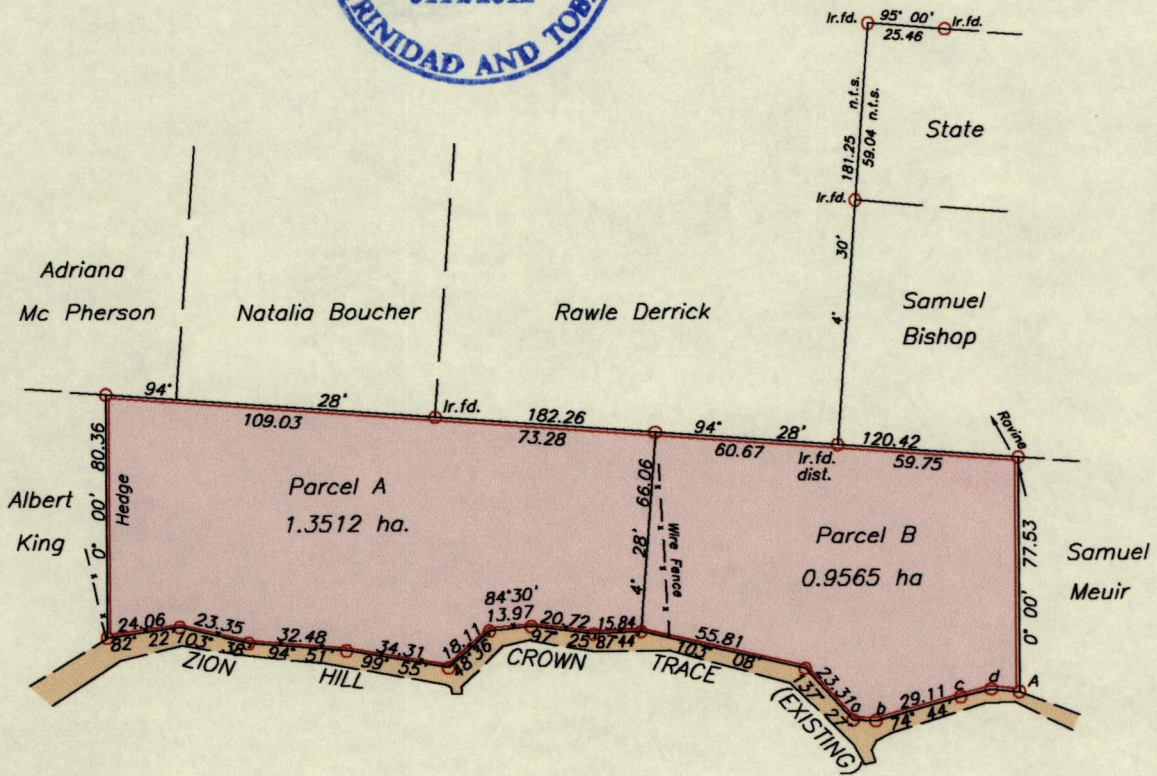 TRINIDAD AND TOB
Ir.fd. 95° 00' Ir.fd.
25.46
181.25 n.t.s.
59.04 n.t.s.
State
Ir.fd.
4° 30'
Adriana
Mc Pherson
Natalia Boucher
Rawle Derrick
Samuel
Bishop
94° 28'
109.03
Ir.fd.
182.26
73.28
94° 28'
60.67
Ir.fd.
dist.
120.42
59.75
Ravine
Albert
King
0° 00' 80.36
Hedge
Parcel A
1.3512 ha.
4° 28' 66.06
Wire Fence
Parcel B
0.9565 ha
0° 00' 77.53
Samuel
Meuir
24.06
82° 22'
23.35
103° 38'
32.48
94° 51'
34.31
99° 55'
18.11
48°36'
84°30'
13.97
20.72
97° 25'
15.84
87°44'
55.81
103° 08'
23.31
137° 27'
a
b
29.11
74° 44'
c
d
A
ZION HILL CROWN TRACE
(EXISTING)